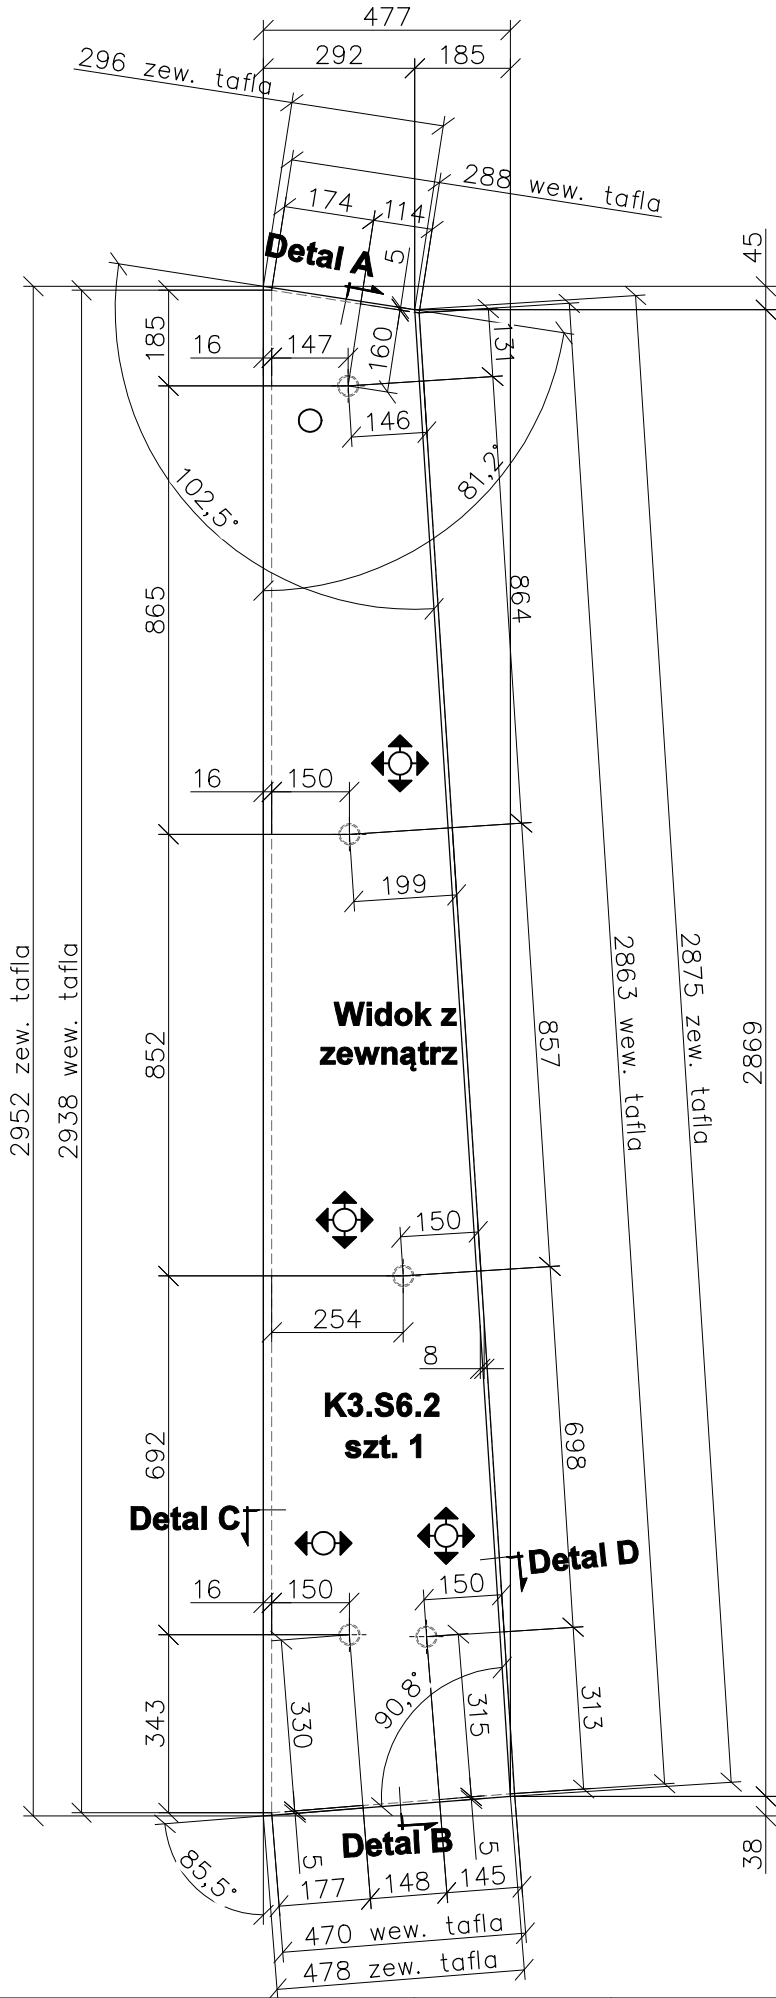 477
292
185
296 zew. tafla
288 wew. tafla
174
114
5
45
Detal A
185
16
147
160
131
146
102,5°
81,2°
865
864
16
150
199
2952 zew. tafla
2938 wew. tafla
852
Widok z
zewnątrz
857
2863 wew. tafla
2875 zew. tafla
2869
150
254
8
K3.S6.2
szt. 1
692
698
Detal C
Detal D
16
150
150
343
330
90,8°
315
313
Detal B
38
85,5°
5
5
177
148
145
470 wew. tafla
478 zew. tafla